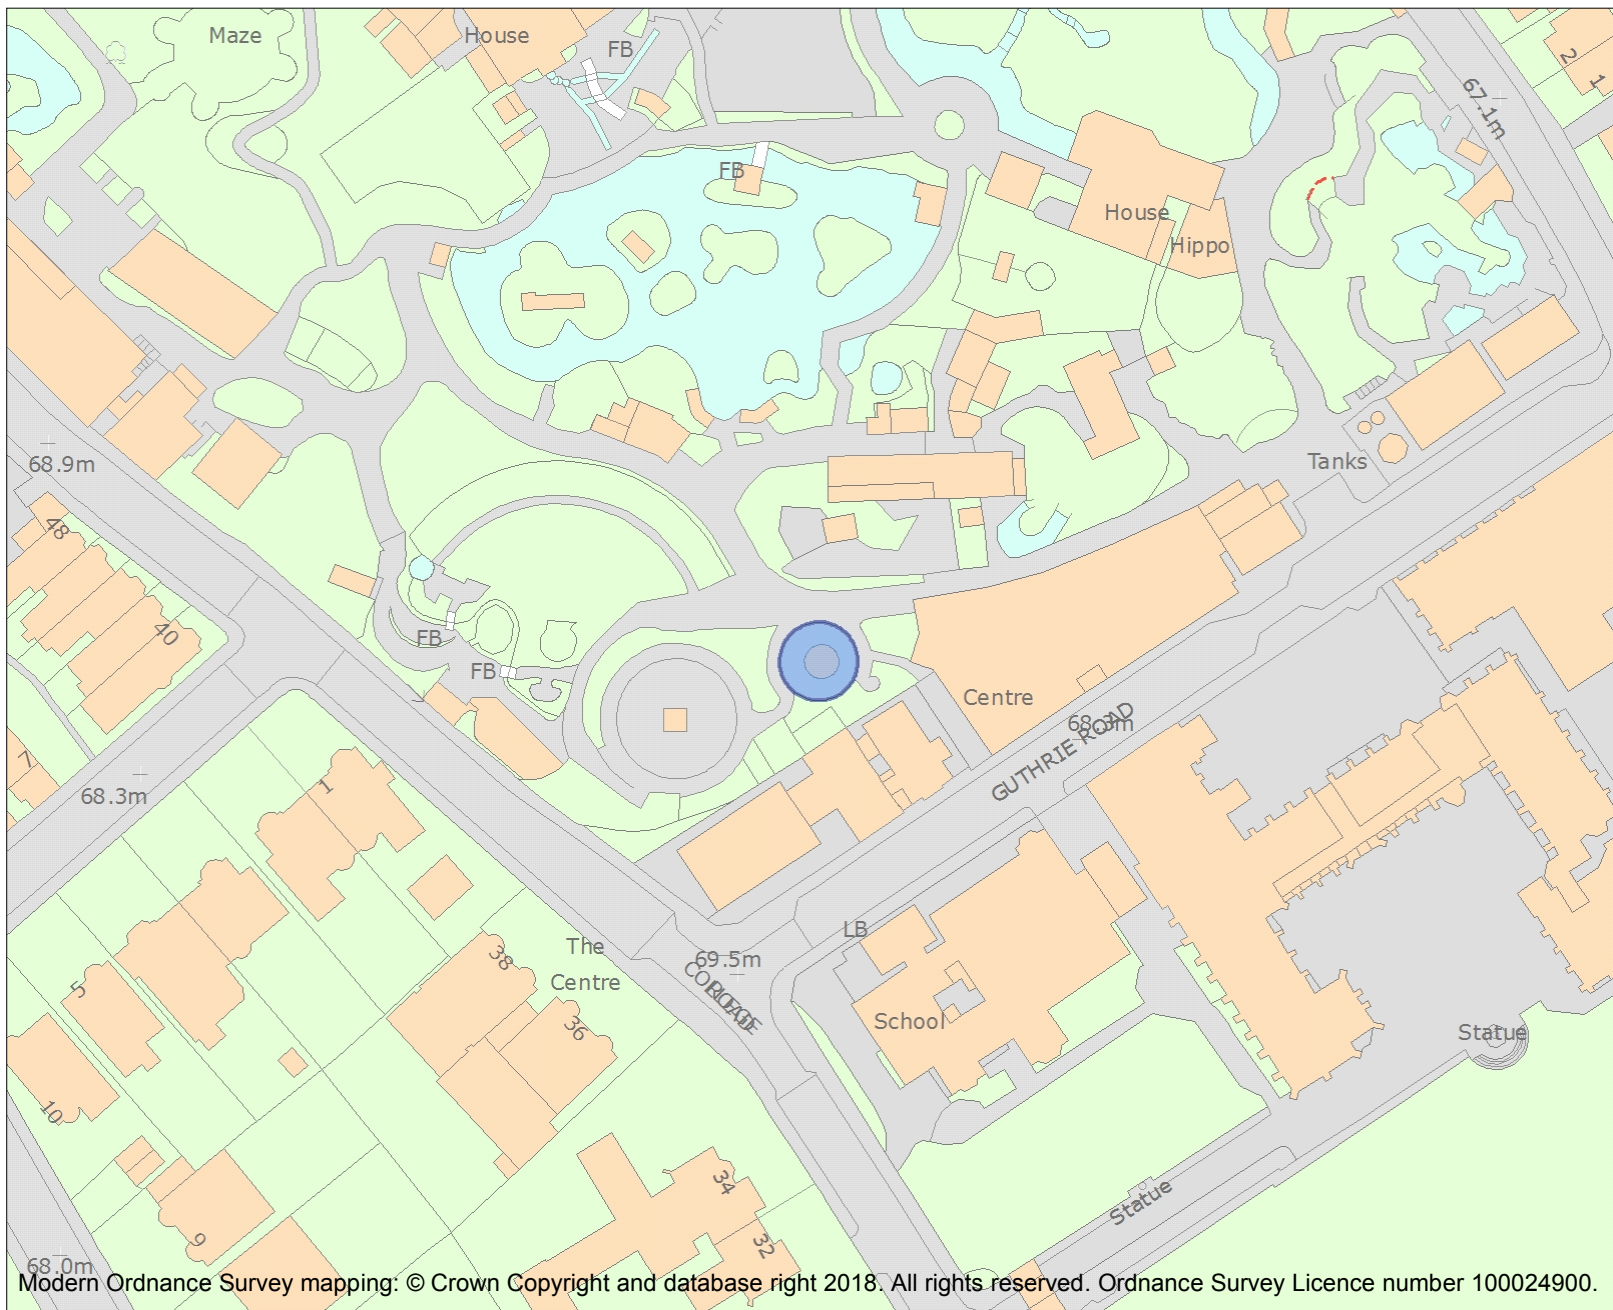 Maze
House
FB
2
1
67.1m
FB
House
Hippo
68.9m
Tanks
48
40
FB
FB
Centre
68.3m
GUTHRIE ROAD
7
68.3m
1
LB
The
Centre
38
69.5m
COLLEGE
ROAD
5
36
School
Statue
10
34
Statue
9
32
68.0m
Modern Ordnance Survey mapping: © Crown Copyright and database right 2018. All rights reserved. Ordnance Survey Licence number 100024900.